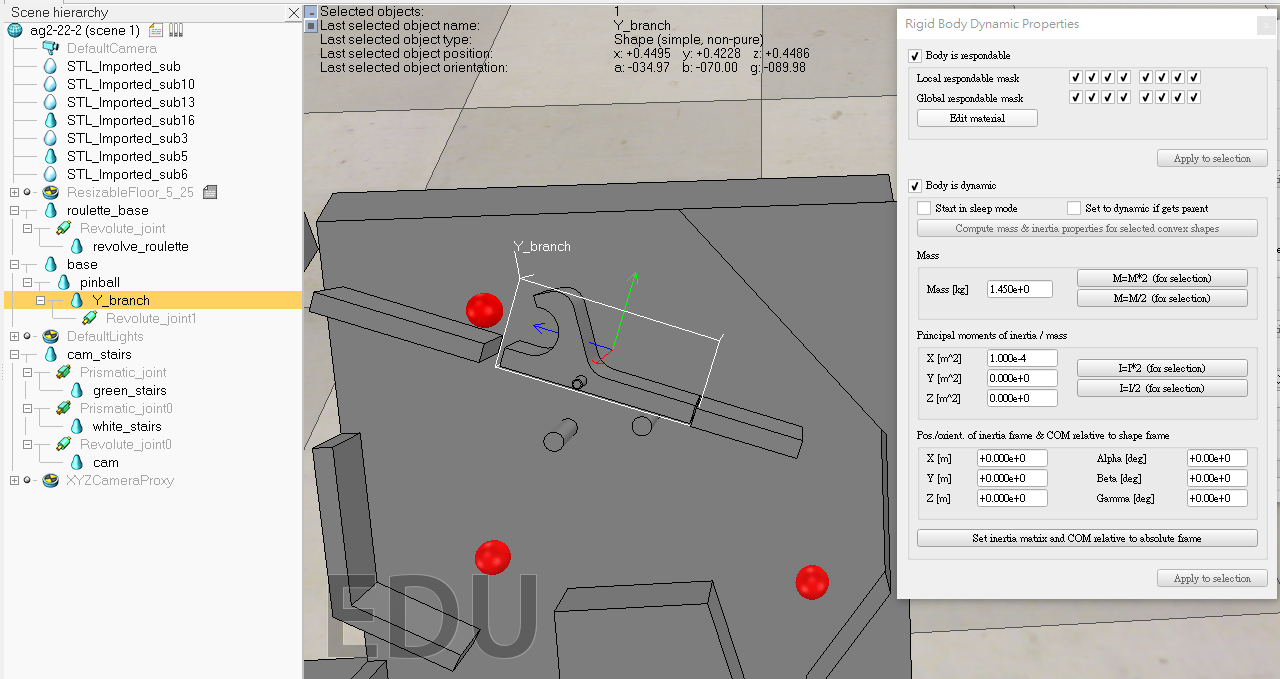 Scene hierarchy
ag2-22-2 (scene 1)
DefaultCamera
STL_Imported_sub
STL_Imported_sub10
STL_Imported_sub13
STL_Imported_sub16
STL_Imported_sub3
STL_Imported_sub5
STL_Imported_sub6
ResizableFloor_5_25
roulette_base
Revolute_joint
revolve_roulette
base
pinball
Y_branch
Revolute_joint1
DefaultLights
cam_stairs
Prismatic_joint
green_stairs
Prismatic_joint0
white_stairs
Revolute_joint0
cam
XYZCameraProxy
Selected objects: 1
Last selected object name: Y_branch
Last selected object type: Shape (simple, non-pure)
Last selected object position: x: +0.4495 y: +0.4228 z: +0.4486
Last selected object orientation: a: -034.97 b: -070.00 g: -089.98
Y_branch
EDU
Rigid Body Dynamic Properties
x
Body is respondable
Local respondable mask
Global respondable mask
Edit material
Apply to selection
Body is dynamic
Start in sleep mode Set to dynamic if gets parent
Compute mass & inertia properties for selected convex shapes
Mass
Mass [kg] 1.450e+0 M=M*2 (for selection)
M=M/2 (for selection)
Principal moments of inertia / mass
X [m^2] 1.000e-4 I=I*2 (for selection)
Y [m^2] 0.000e+0 I=I/2 (for selection)
Z [m^2] 0.000e+0
Pos./orient. of inertia frame & COM relative to shape frame
X [m] +0.000e+0 Alpha [deg] +0.00e+0
Y [m] +0.000e+0 Beta [deg] +0.00e+0
Z [m] +0.000e+0 Gamma [deg] +0.00e+0
Set inertia matrix and COM relative to absolute frame
Apply to selection